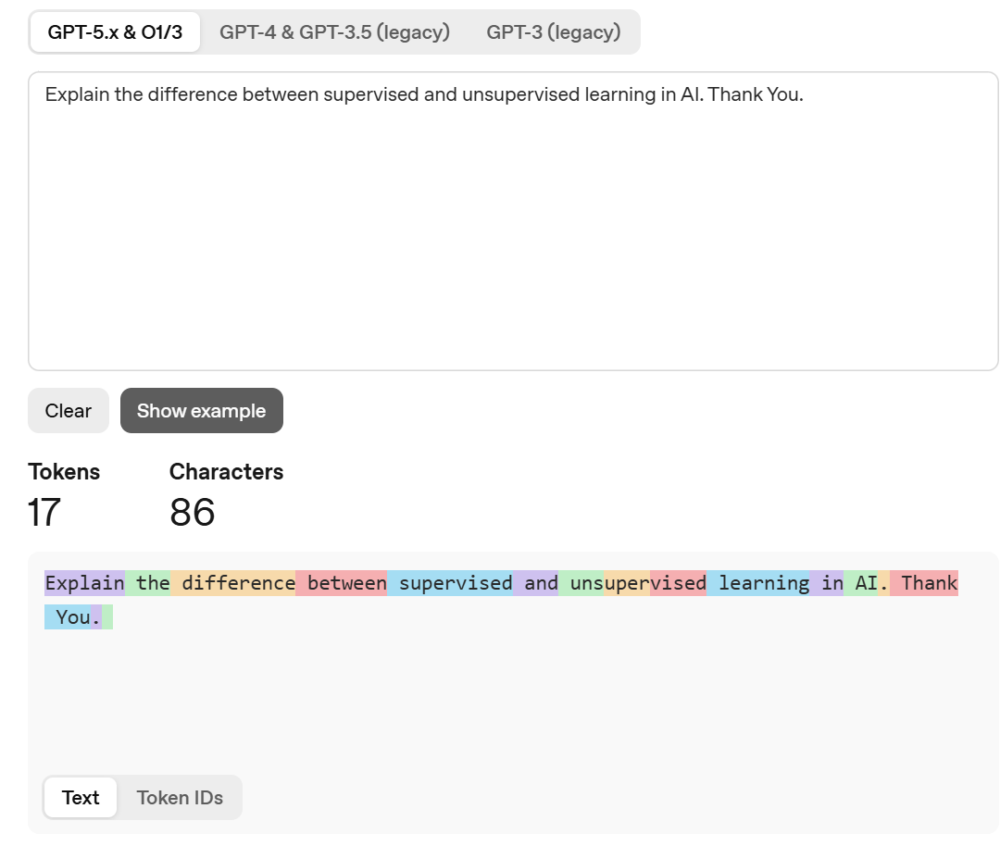 GPT-5.x & O1/3 GPT-4 & GPT-3.5 (legacy) GPT-3 (legacy)
Explain the difference between supervised and unsupervised learning in AI. Thank You.
Clear Show example
Tokens Characters
17 86
Explain the difference between supervised and unsupervised learning in AI. Thank
You.
Text Token IDs